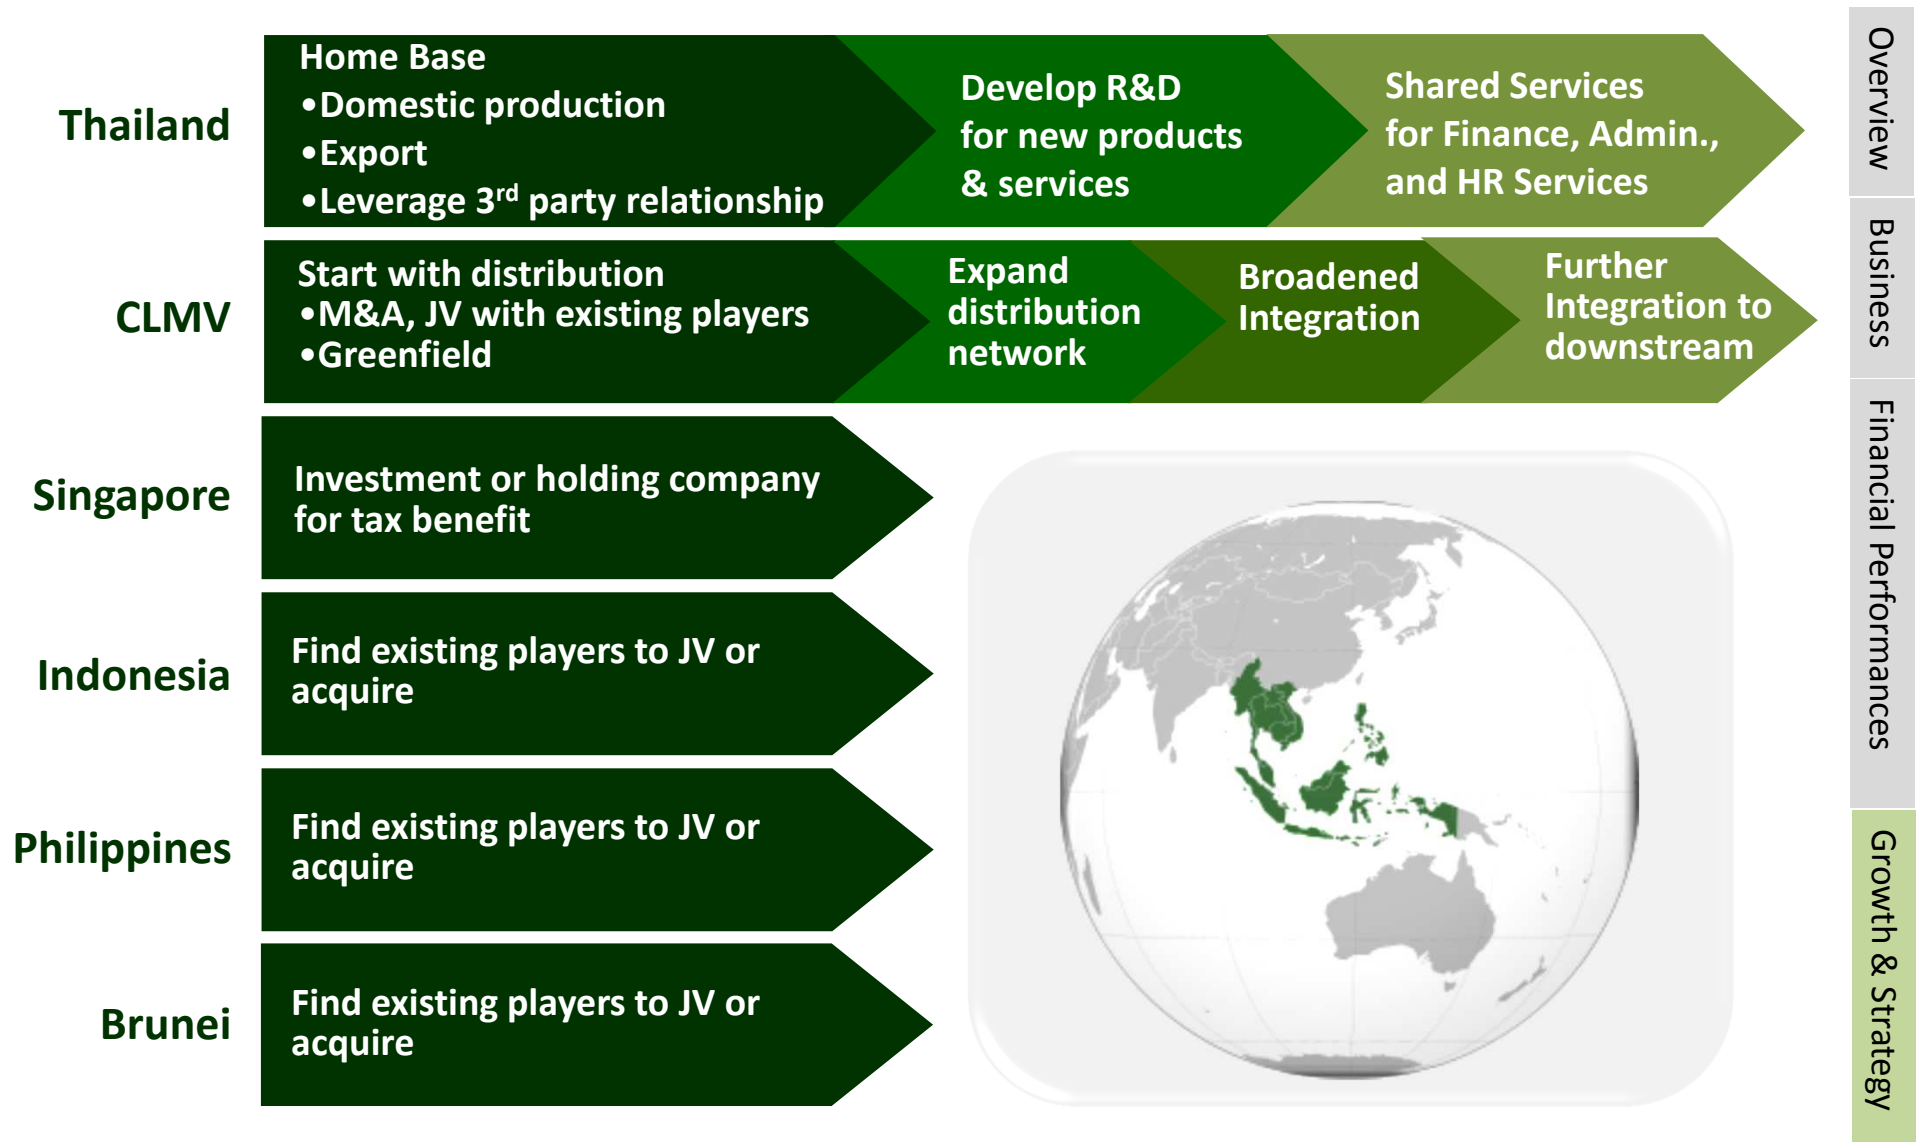 Thailand
Home Base
•Domestic production
•Export
•Leverage 3rd party relationship
Develop R&D
for new products
& services
Shared Services
for Finance, Admin.,
and HR Services
CLMV
Start with distribution
•M&A, JV with existing players
•Greenfield
Expand
distribution
network
Broadened
Integration
Further
Integration to
downstream
Singapore
Investment or holding company
for tax benefit
Indonesia
Find existing players to JV or
acquire
Philippines
Find existing players to JV or
acquire
Brunei
Find existing players to JV or
acquire
Overview
Business
Financial Performances
Growth & Strategy